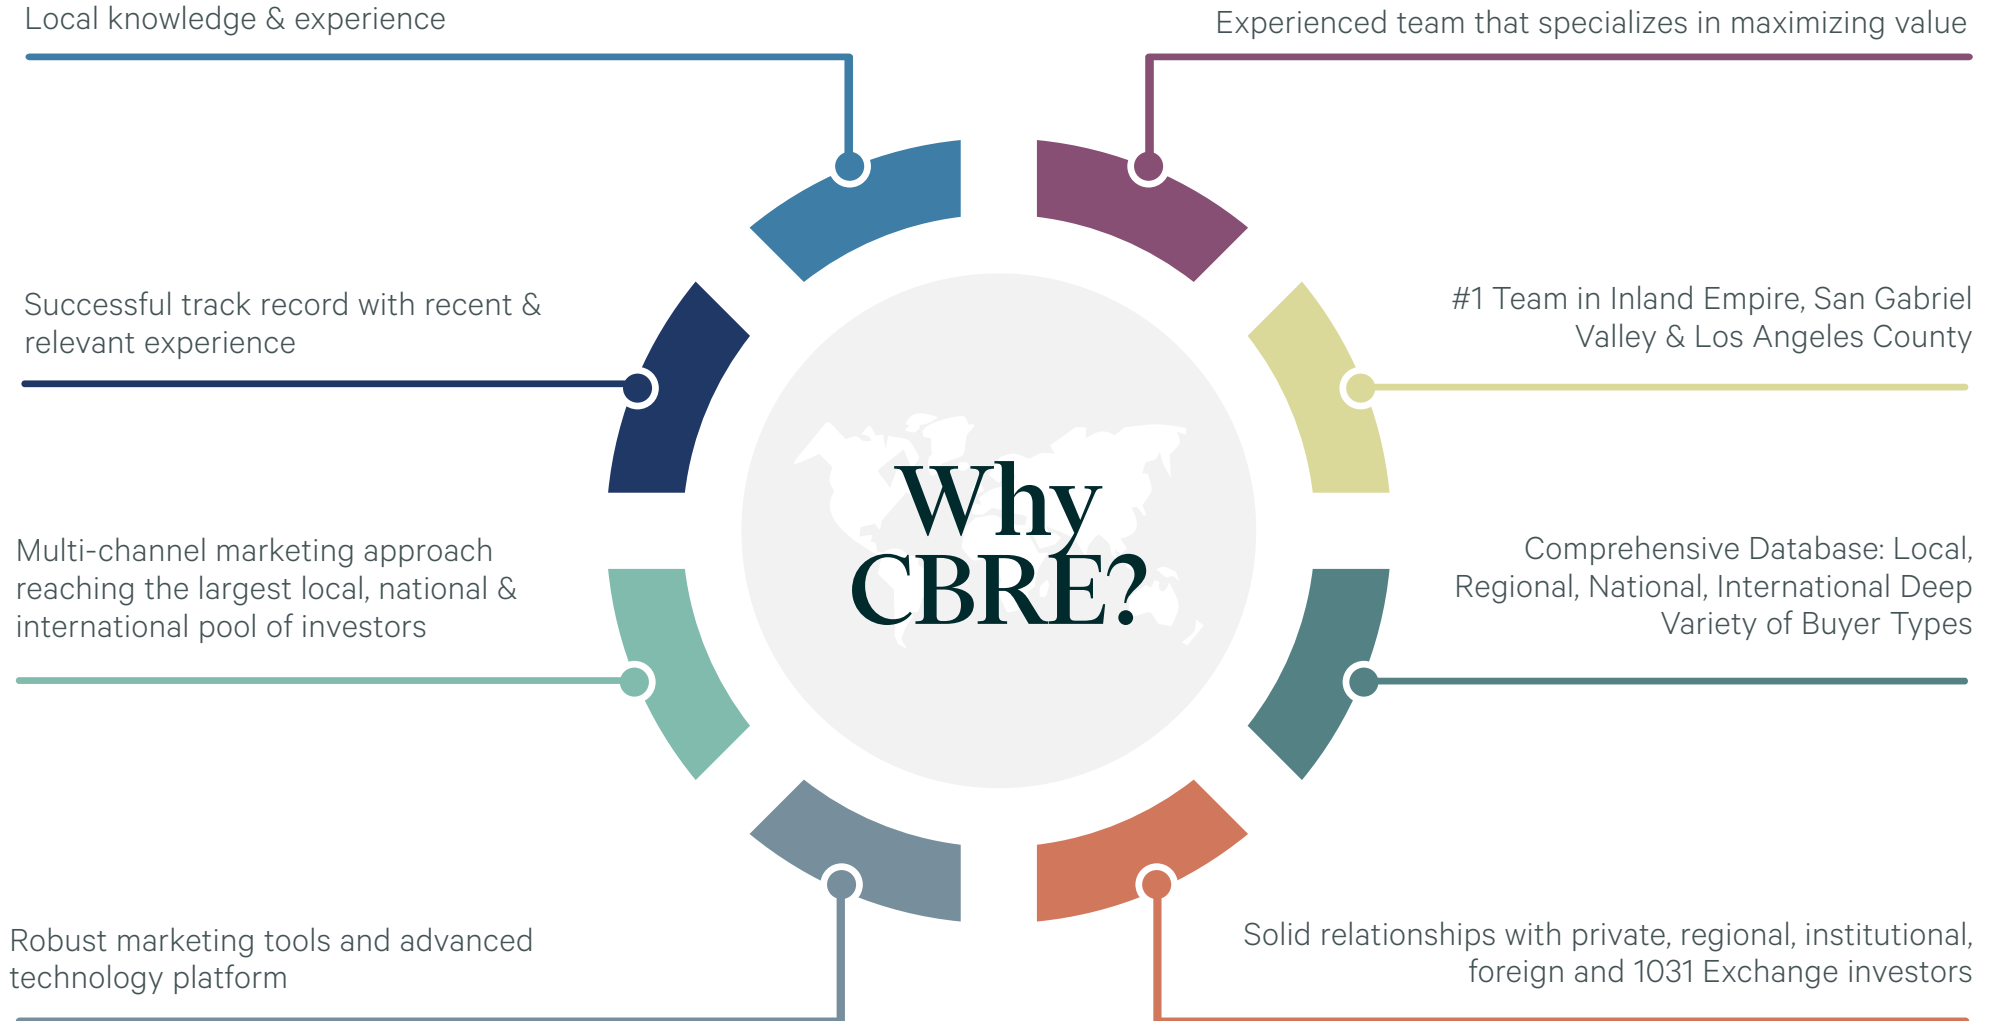 Local knowledge & experience
Experienced team that specializes in maximizing value
Successful track record with recent &
relevant experience
#1 Team in Inland Empire, San Gabriel
Valley & Los Angeles County
Why
CBRE?
Multi-channel marketing approach
reaching the largest local, national &
international pool of investors
Comprehensive Database: Local,
Regional, National, International Deep
Variety of Buyer Types
Robust marketing tools and advanced
technology platform
Solid relationships with private, regional, institutional,
foreign and 1031 Exchange investors